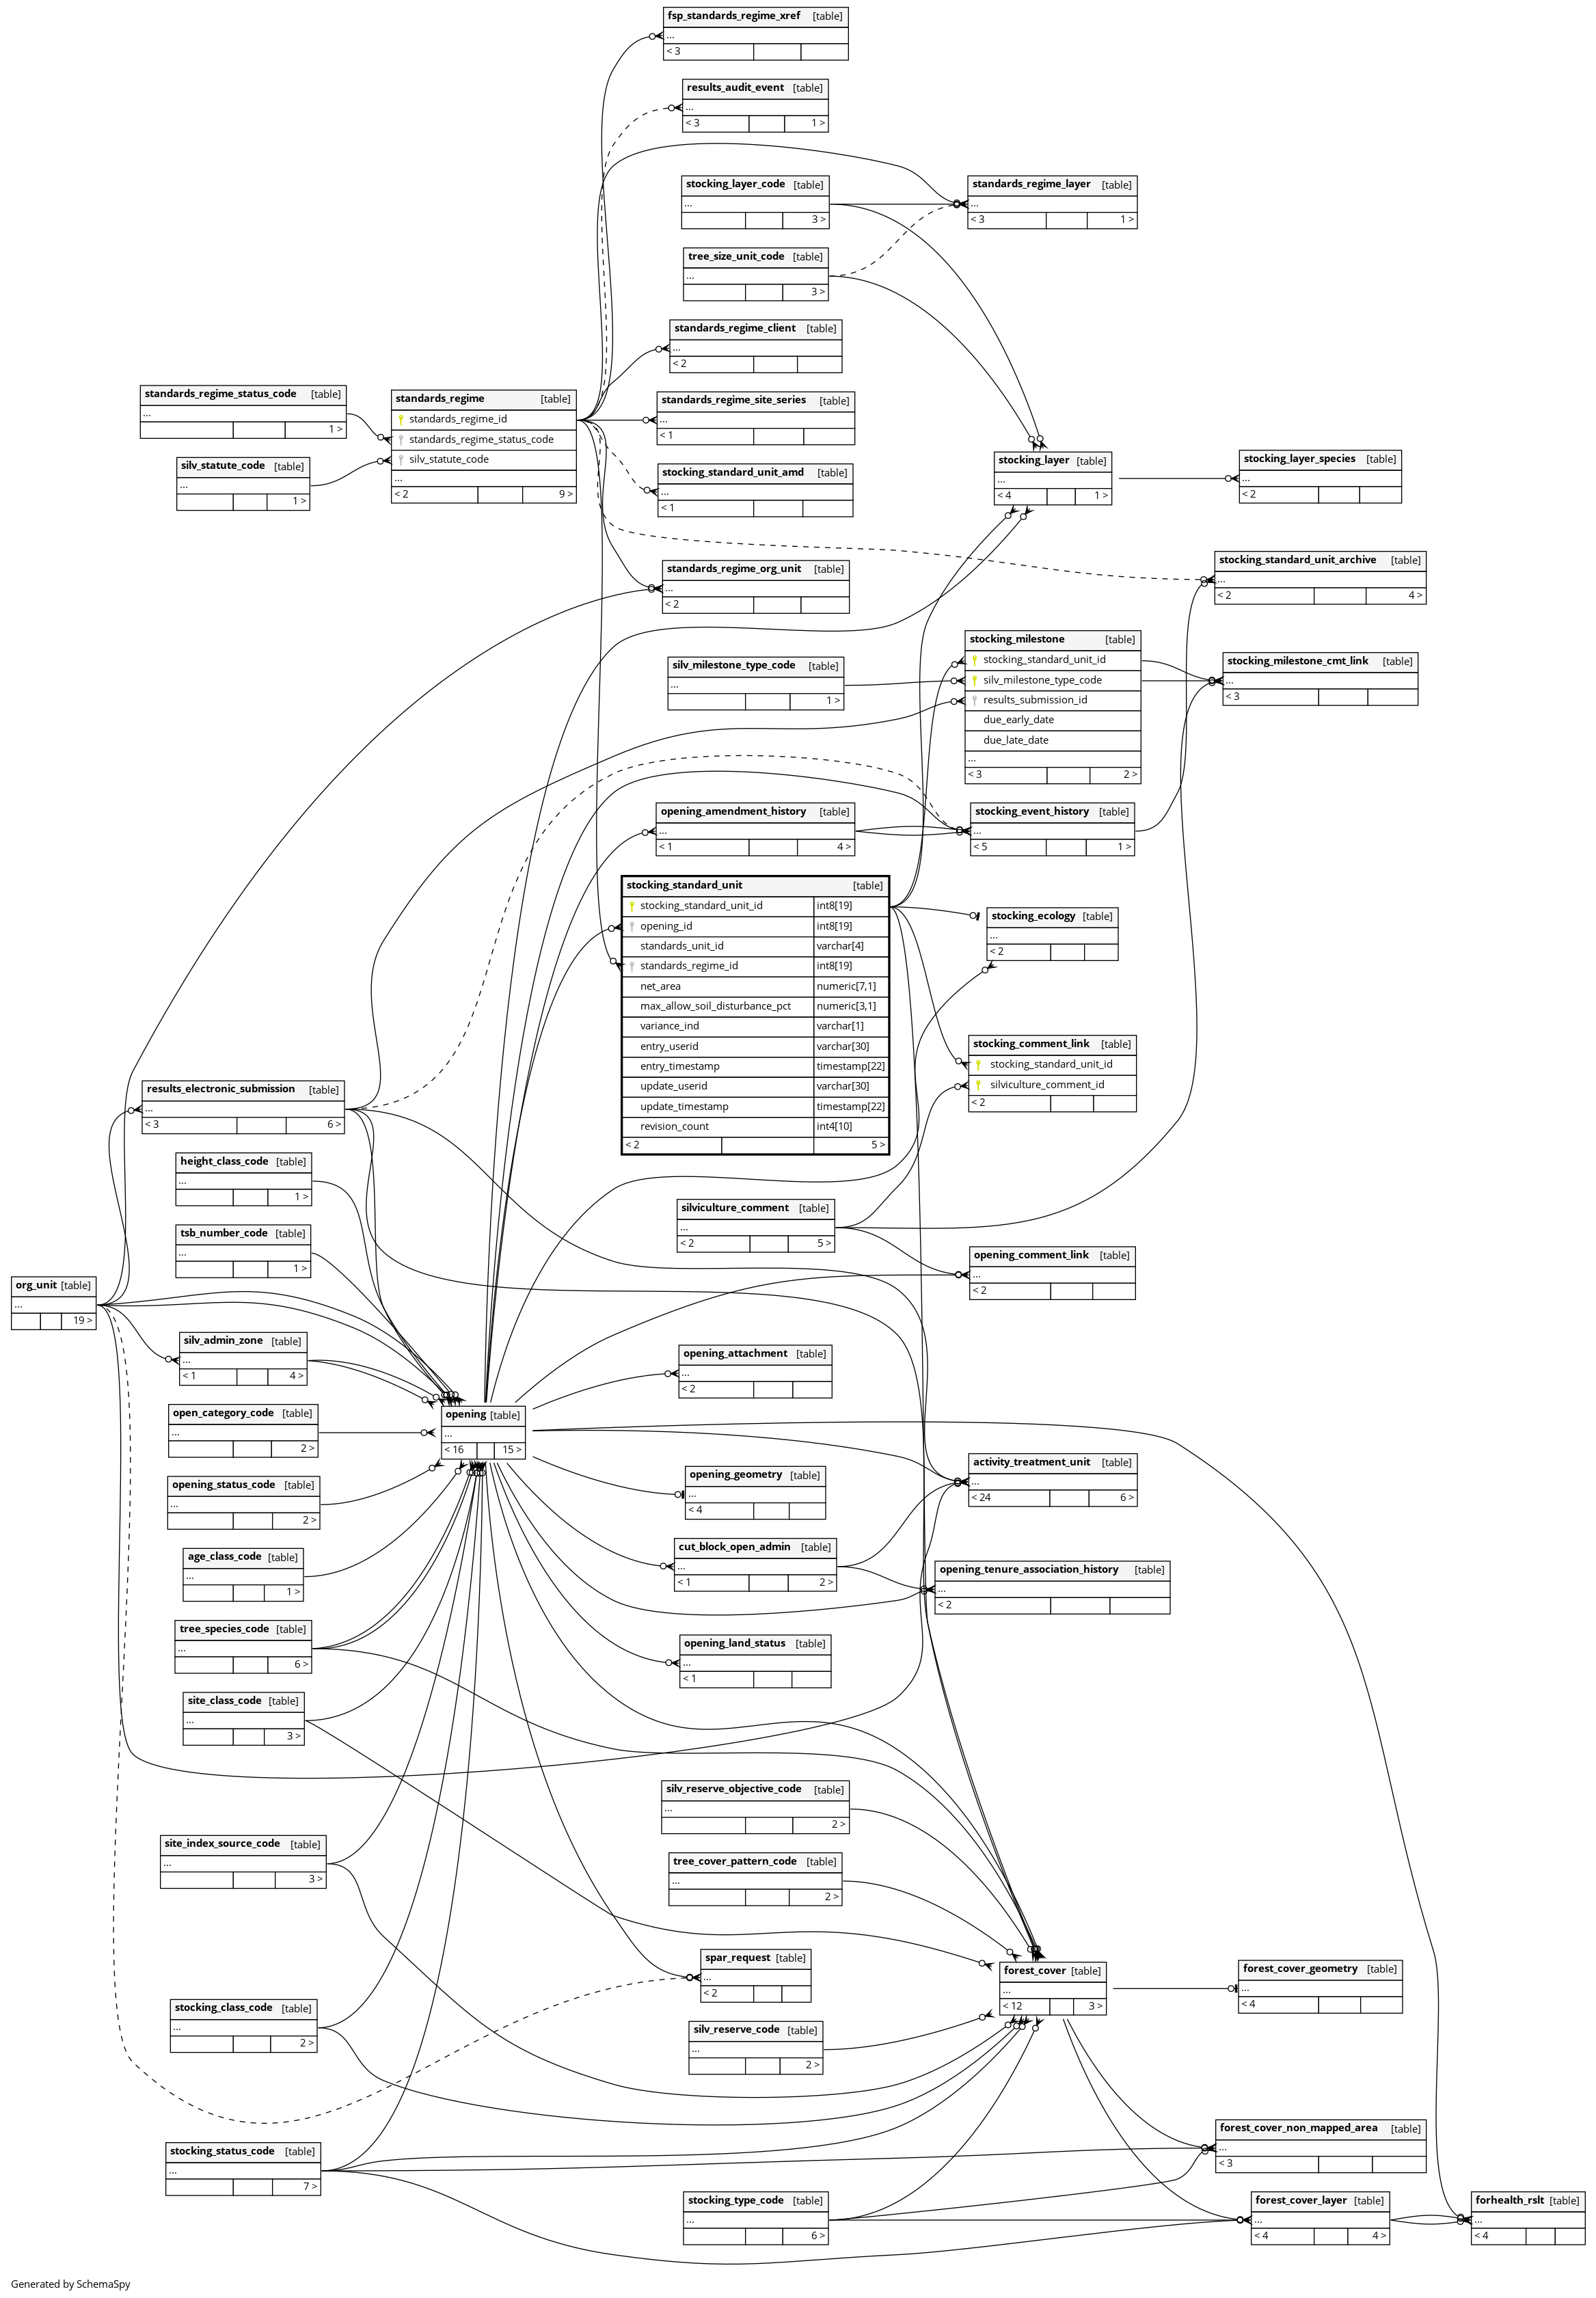 fsp_standards_regime_xref [table]
...
< 3
results_audit_event [table]
...
< 3 1 >
stocking_layer_code [table]
...
3 >
standards_regime_layer [table]
...
< 3 1 >
tree_size_unit_code [table]
...
3 >
standards_regime_client [table]
...
< 2
standards_regime_status_code [table]
...
1 >
standards_regime [table]
standards_regime_id
standards_regime_status_code
silv_statute_code
...
< 2 9 >
standards_regime_site_series [table]
...
< 1
silv_statute_code [table]
...
1 >
stocking_standard_unit_amd [table]
...
< 1
stocking_layer [table]
...
< 4 1 >
stocking_layer_species [table]
...
< 2
standards_regime_org_unit [table]
...
< 2
stocking_standard_unit_archive [table]
...
< 2 4 >
silv_milestone_type_code [table]
...
1 >
stocking_milestone [table]
stocking_standard_unit_id
silv_milestone_type_code
results_submission_id
due_early_date
due_late_date
...
< 3 2 >
stocking_milestone_cmt_link [table]
...
< 3
opening_amendment_history [table]
...
< 1 4 >
stocking_event_history [table]
...
< 5 1 >
stocking_standard_unit [table]
stocking_standard_unit_id int8[19]
opening_id int8[19]
standards_unit_id varchar[4]
standards_regime_id int8[19]
net_area numeric[7,1]
max_allow_soil_disturbance_pct numeric[3,1]
variance_ind varchar[1]
entry_userid varchar[30]
entry_timestamp timestamp[22]
update_userid varchar[30]
update_timestamp timestamp[22]
revision_count int4[10]
< 2 5 >
stocking_ecology [table]
...
< 2
stocking_comment_link [table]
stocking_standard_unit_id
silviculture_comment_id
< 2
results_electronic_submission [table]
...
< 3 6 >
height_class_code [table]
...
1 >
silviculture_comment [table]
...
< 2 5 >
tsb_number_code [table]
...
1 >
opening_comment_link [table]
...
< 2
org_unit [table]
...
19 >
silv_admin_zone [table]
...
< 1 4 >
opening_attachment [table]
...
< 2
open_category_code [table]
...
2 >
opening [table]
...
< 16 15 >
opening_status_code [table]
...
2 >
opening_geometry [table]
...
< 4
activity_treatment_unit [table]
...
< 24 6 >
age_class_code [table]
...
1 >
cut_block_open_admin [table]
...
< 1 2 >
opening_tenure_association_history [table]
...
< 2
tree_species_code [table]
...
6 >
opening_land_status [table]
...
< 1
site_class_code [table]
...
3 >
silv_reserve_objective_code [table]
...
2 >
site_index_source_code [table]
...
3 >
tree_cover_pattern_code [table]
...
2 >
spar_request [table]
...
< 2
forest_cover [table]
...
< 12 3 >
forest_cover_geometry [table]
...
< 4
stocking_class_code [table]
...
2 >
silv_reserve_code [table]
...
2 >
stocking_status_code [table]
...
7 >
forest_cover_non_mapped_area [table]
...
< 3
stocking_type_code [table]
...
6 >
forest_cover_layer [table]
...
< 4 4 >
forhealth_rslt [table]
...
< 4
Generated by SchemaSpy